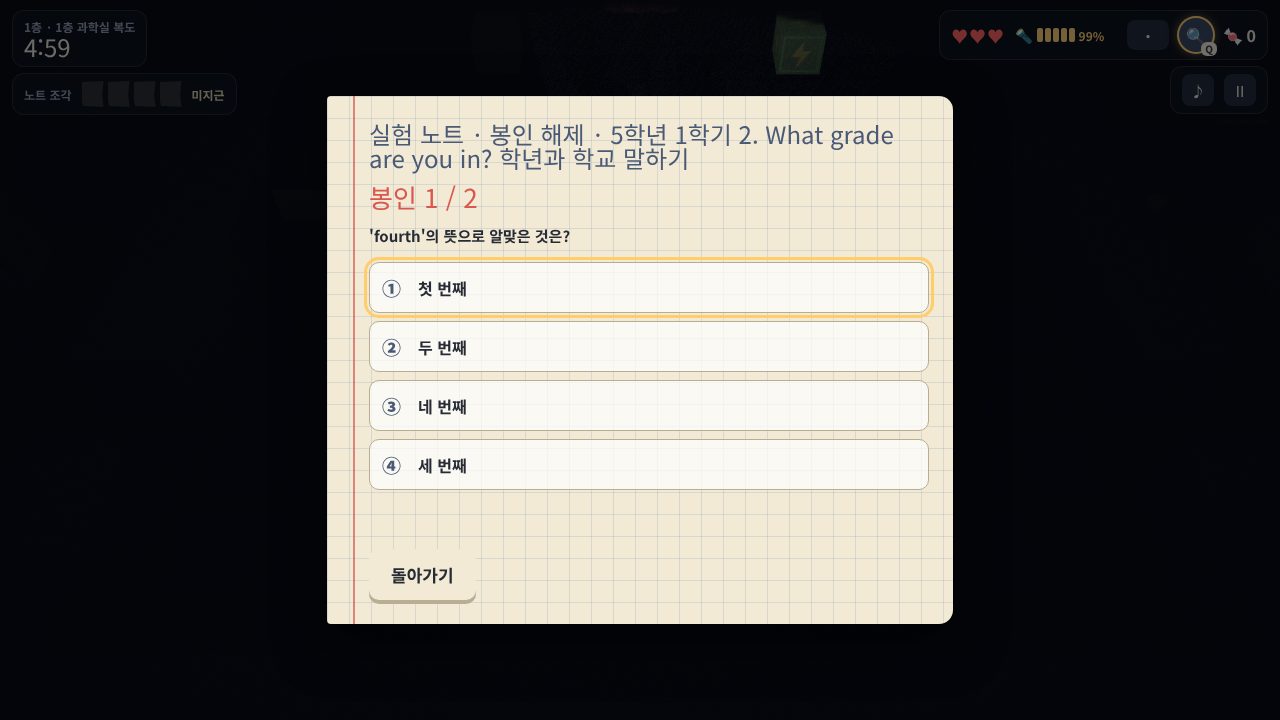 1층 · 1층 과학실 복도
4:59
노트 조각 미지근
99%
·
Q
0
실험 노트 · 봉인 해제 · 5학년 1학기 2. What grade
are you in? 학년과 학교 말하기
봉인 1 / 2
'fourth'의 뜻으로 알맞은 것은?
① 첫 번째
② 두 번째
③ 네 번째
④ 세 번째
돌아가기